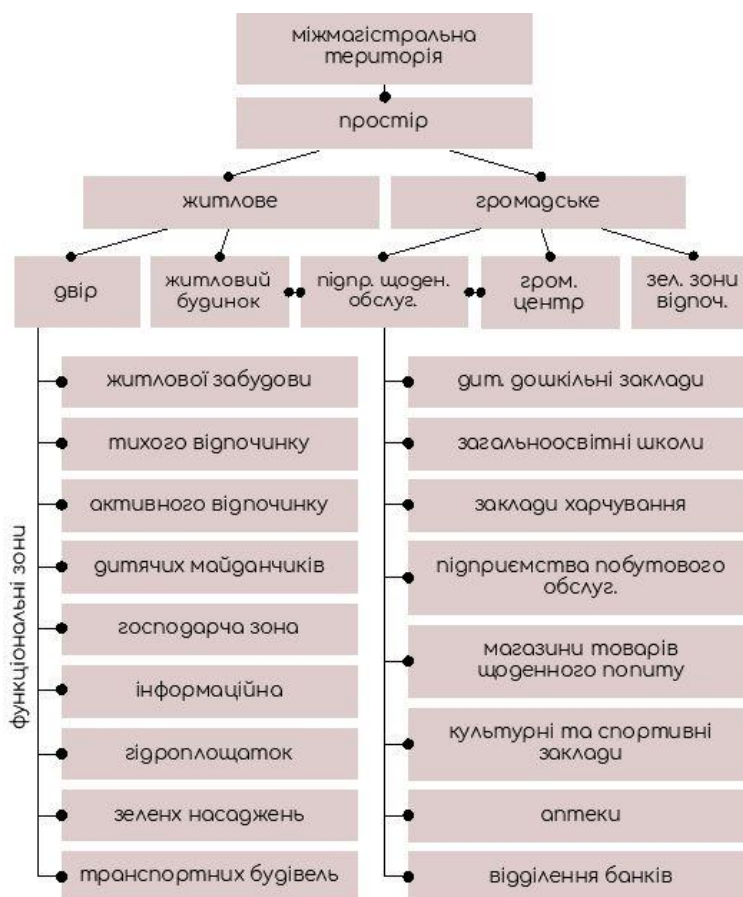 міжмагістральна
територія
простір
житлове
громадське
двір
житловий
будинок
підпр. щоден.
обслуг.
гром.
центр
зел. зони
відпоч.
функціональні зони
житлової забудови
тихого відпочинку
активного відпочинку
дитячих майданчиків
господарча зона
інформаційна
гідроплощаток
зеленх насаджень
транспортних будівель
дит. дошкільні заклади
загальноосвітні школи
заклади харчування
підприємства побутового
обслуг.
магазини товарів
щоденного попиту
культурні та спортивні
заклади
аптеки
відділення банків